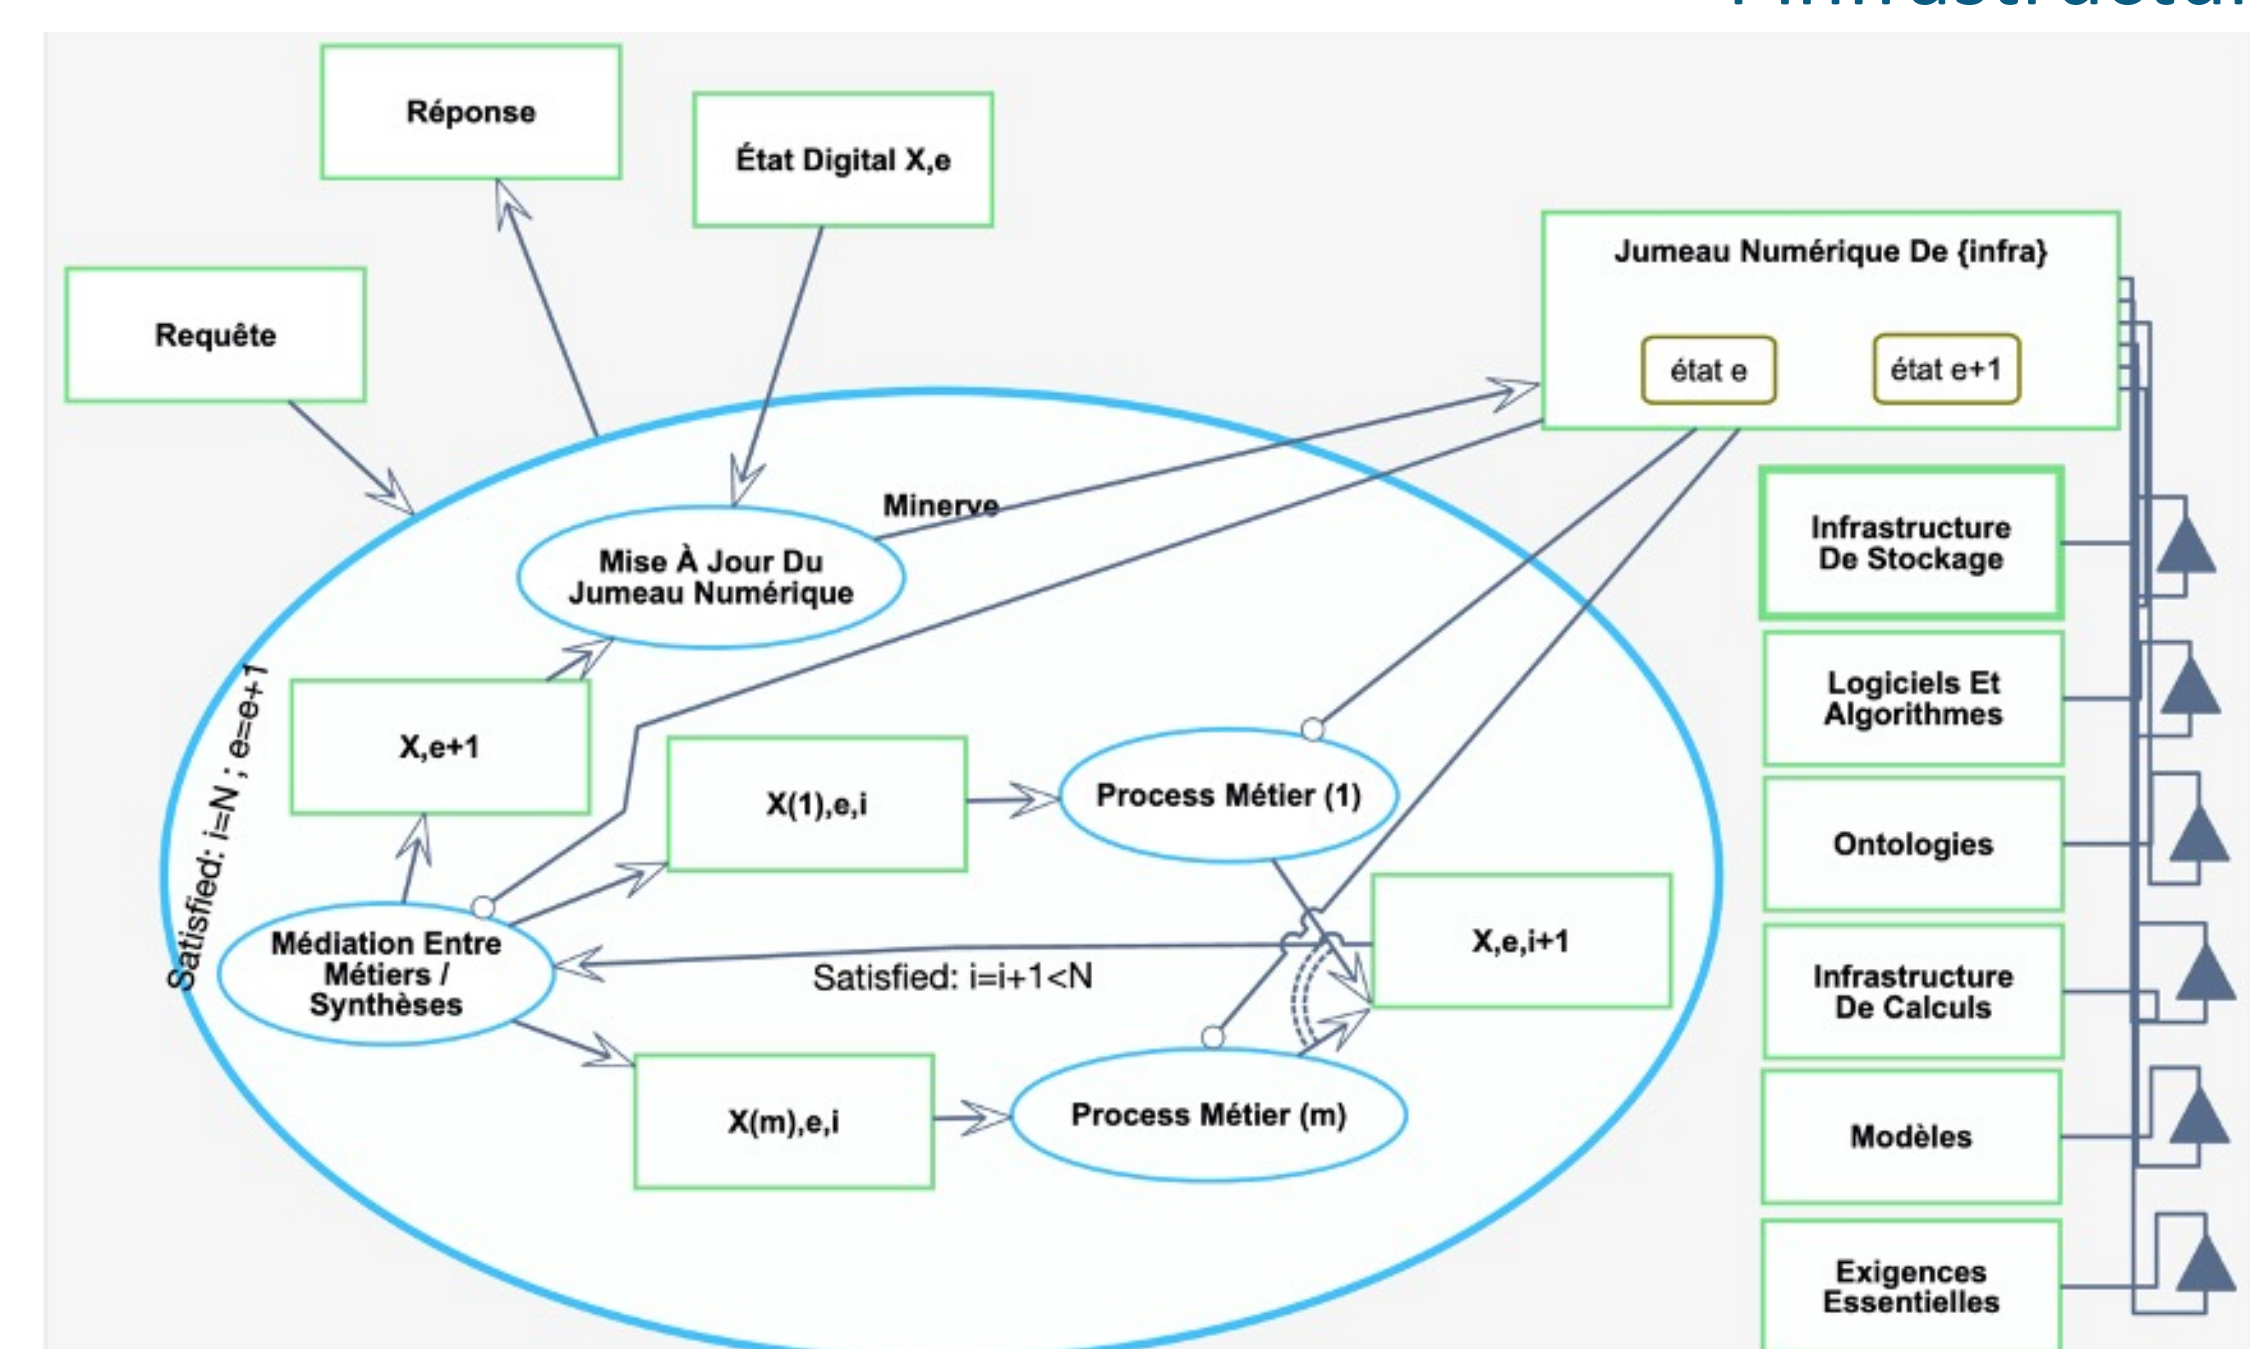 Réponse
État Digital X,e
Requête
Jumeau Numérique De {infra}
état e
état e+1
Minerve
Mise À Jour Du
Jumeau Numérique
Infrastructure
De Stockage
Logiciels Et
Algorithmes
X,e+1
X(1),e,i
Process Métier (1)
Satisfied: i=N ; e=e+1
Ontologies
Médiation Entre
Métiers /
Synthèses
X,e,i+1
Satisfied: i=i+1<N
Infrastructure
De Calculs
X(m),e,i
Process Métier (m)
Modèles
Exigences
Essentielles